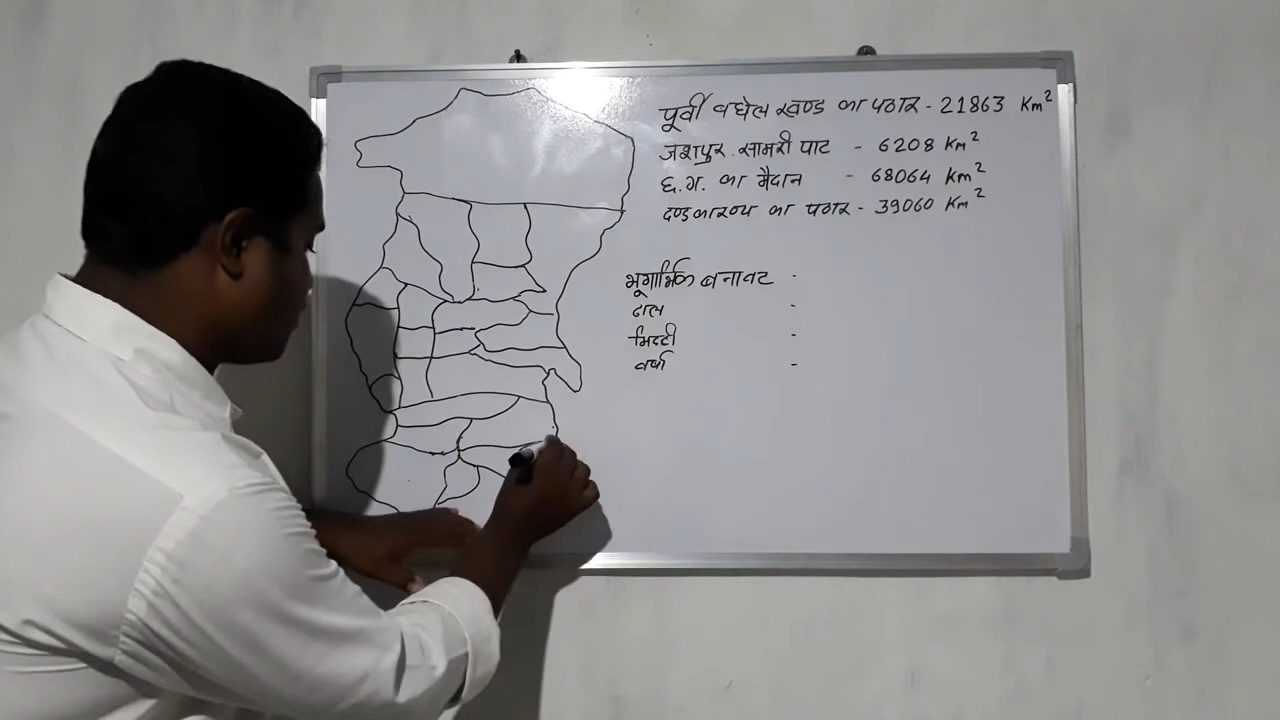 पूर्वी वघेल खण्ड का पठार - 21863 Km²
जशपुर. सामरी पाट - 6208 Km²
छ.ग. का मैदान - 68064 Km²
दण्डकारण्य का पठार - 39060 Km²
भूगार्भिक बनावट -
ढाल -
मिट्टी -
वर्षा -